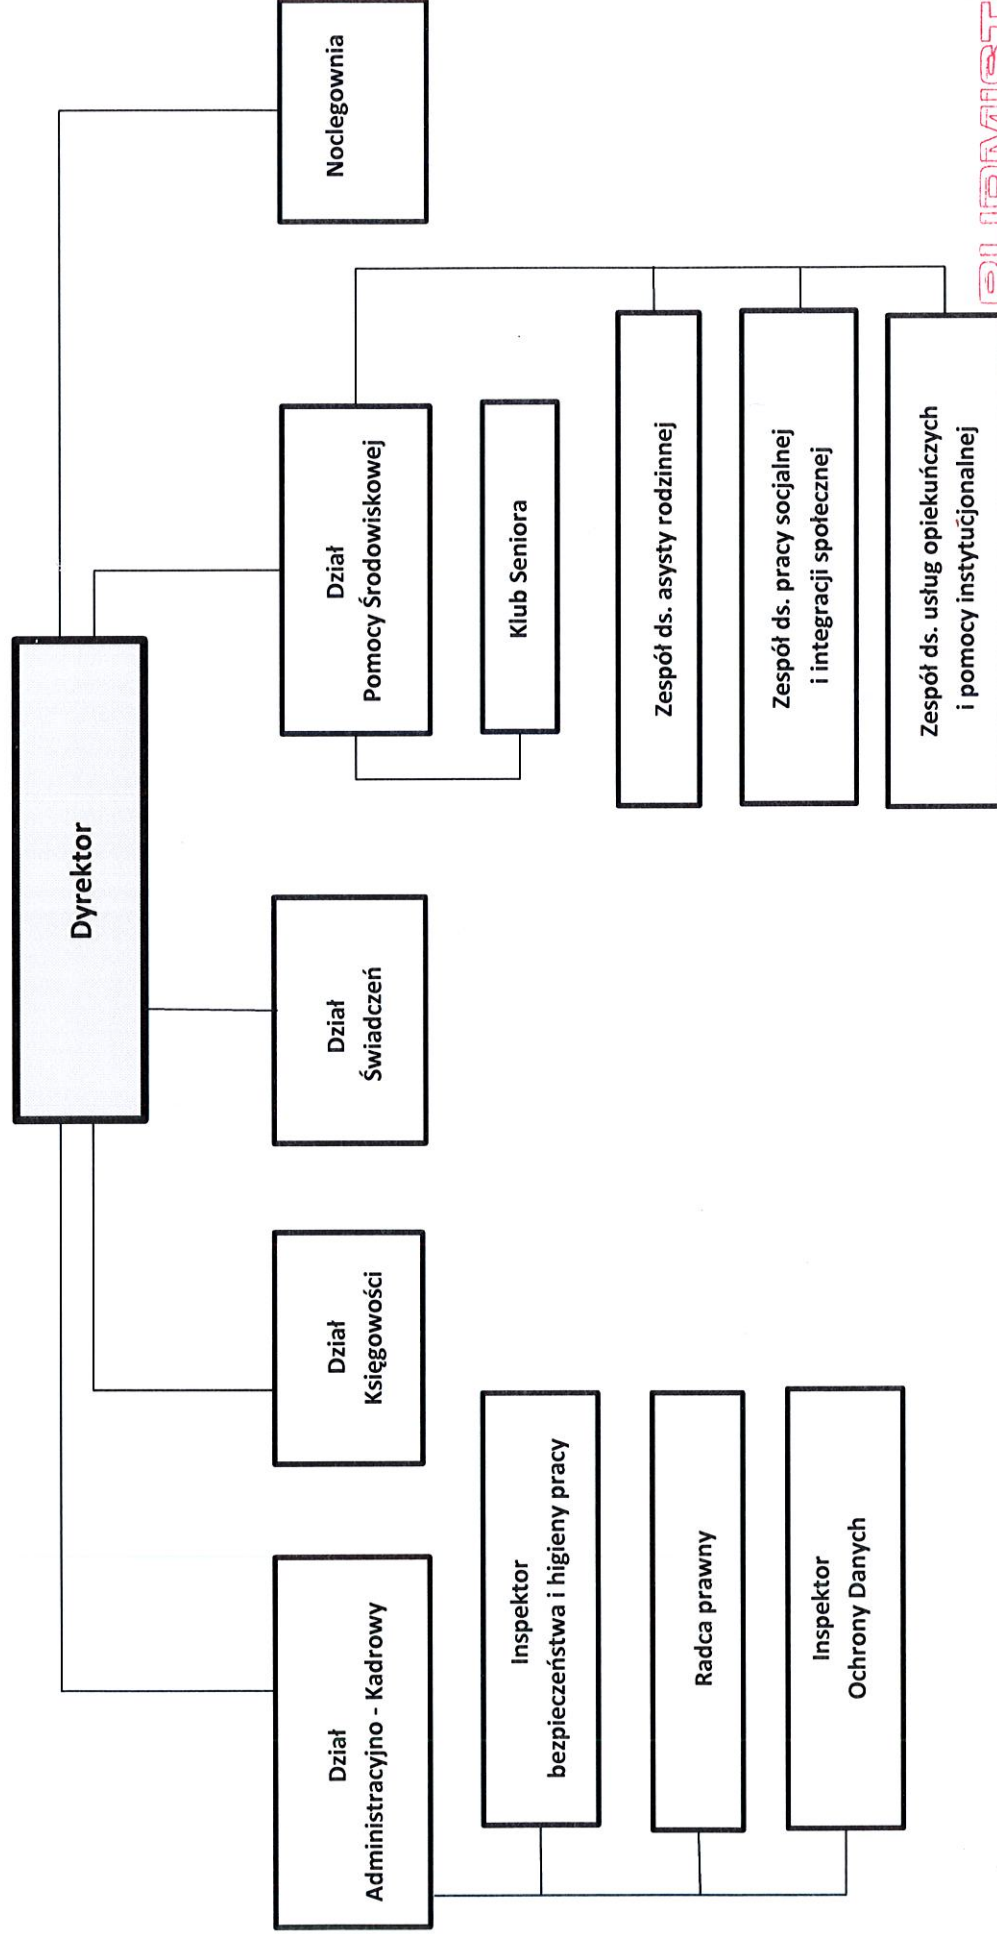 Dyrektor
Dział
Administracyjno - Kadrowy
Dział
Księgowości
Dział
Świadczeń
Dział
Pomocy Środowiskowej
Noclegownia
Inspektor
bezpieczeństwa i higieny pracy
Radca prawny
Inspektor
Ochrony Danych
Klub Seniora
Zespół ds. asysty rodzinnej
Zespół ds. pracy socjalnej
i integracji społecznej
Zespół ds. usług opiekuńczych
i pomocy instytucjonalnej